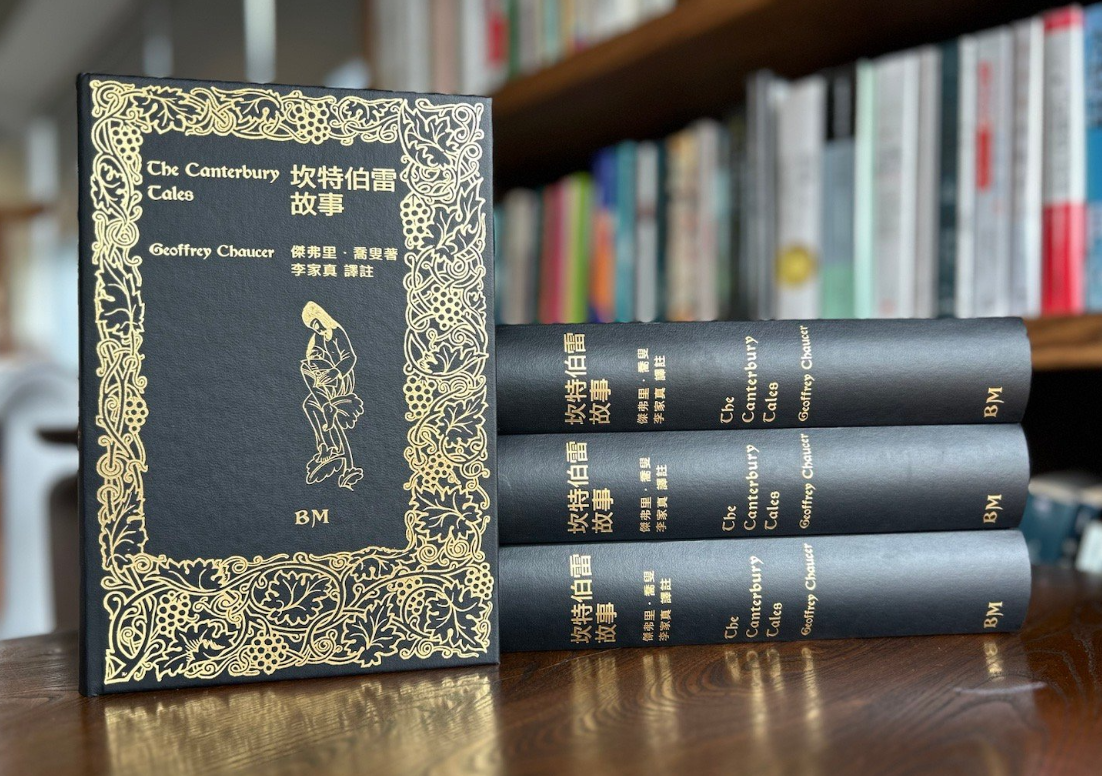 The Canterbury
Tales
坎特伯雷
故事
Geoffrey Chaucer
傑弗里·喬叟著
李家真 譯註
BM
坎特伯雷
故事
傑弗里·喬叟
李家真 譯註
The
Canterbury
Tales
Geoffrey Chaucer
BM
坎特伯雷
故事
傑弗里·喬叟
李家真 譯註
The
Canterbury
Tales
Geoffrey Chaucer
BM
坎特伯雷
故事
傑弗里·喬叟
李家真 譯註
The
Canterbury
Tales
Geoffrey Chaucer
BM